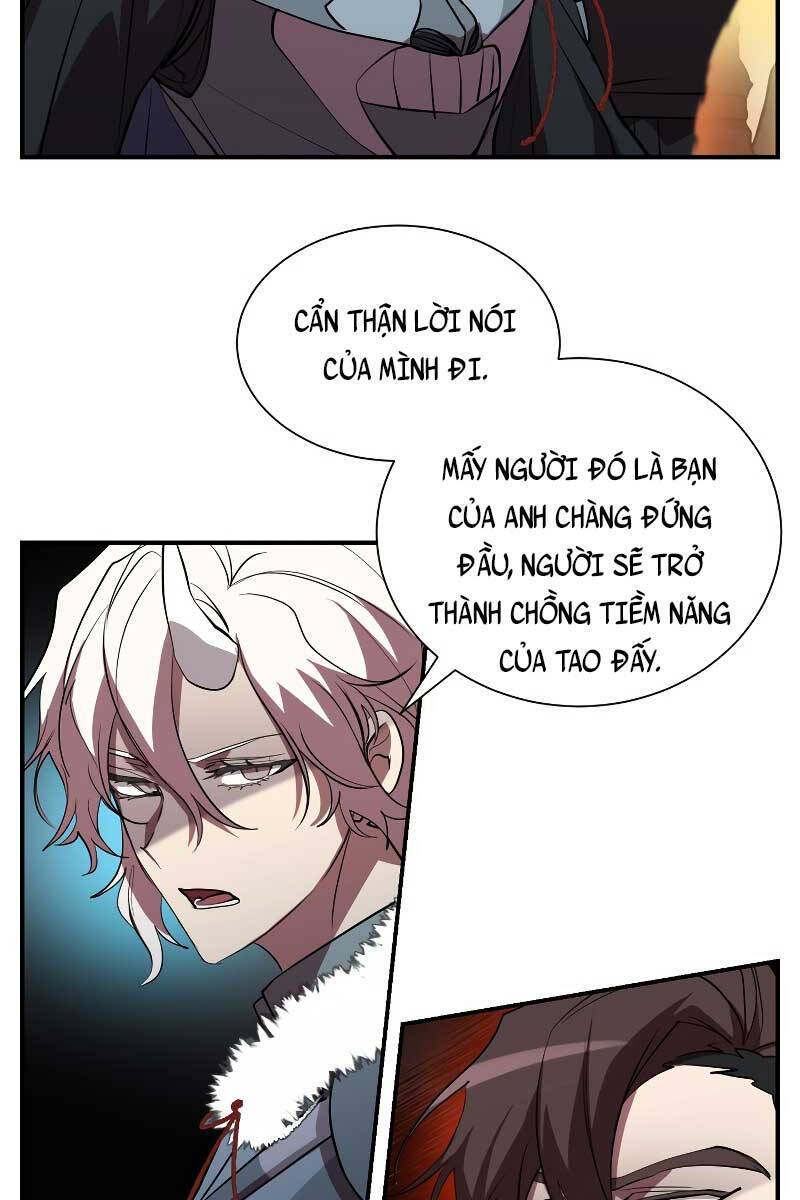 CẨN THẬN LỜI NÓI
CỦA MÌNH ĐI.
MẤY NGƯỜI ĐÓ LÀ BẠN
CỦA ANH CHÀNG ĐỨNG
ĐẦU, NGƯỜI SẼ TRỞ
THÀNH CHỒNG TIỀM NĂNG
CỦA TAO ĐẤY.